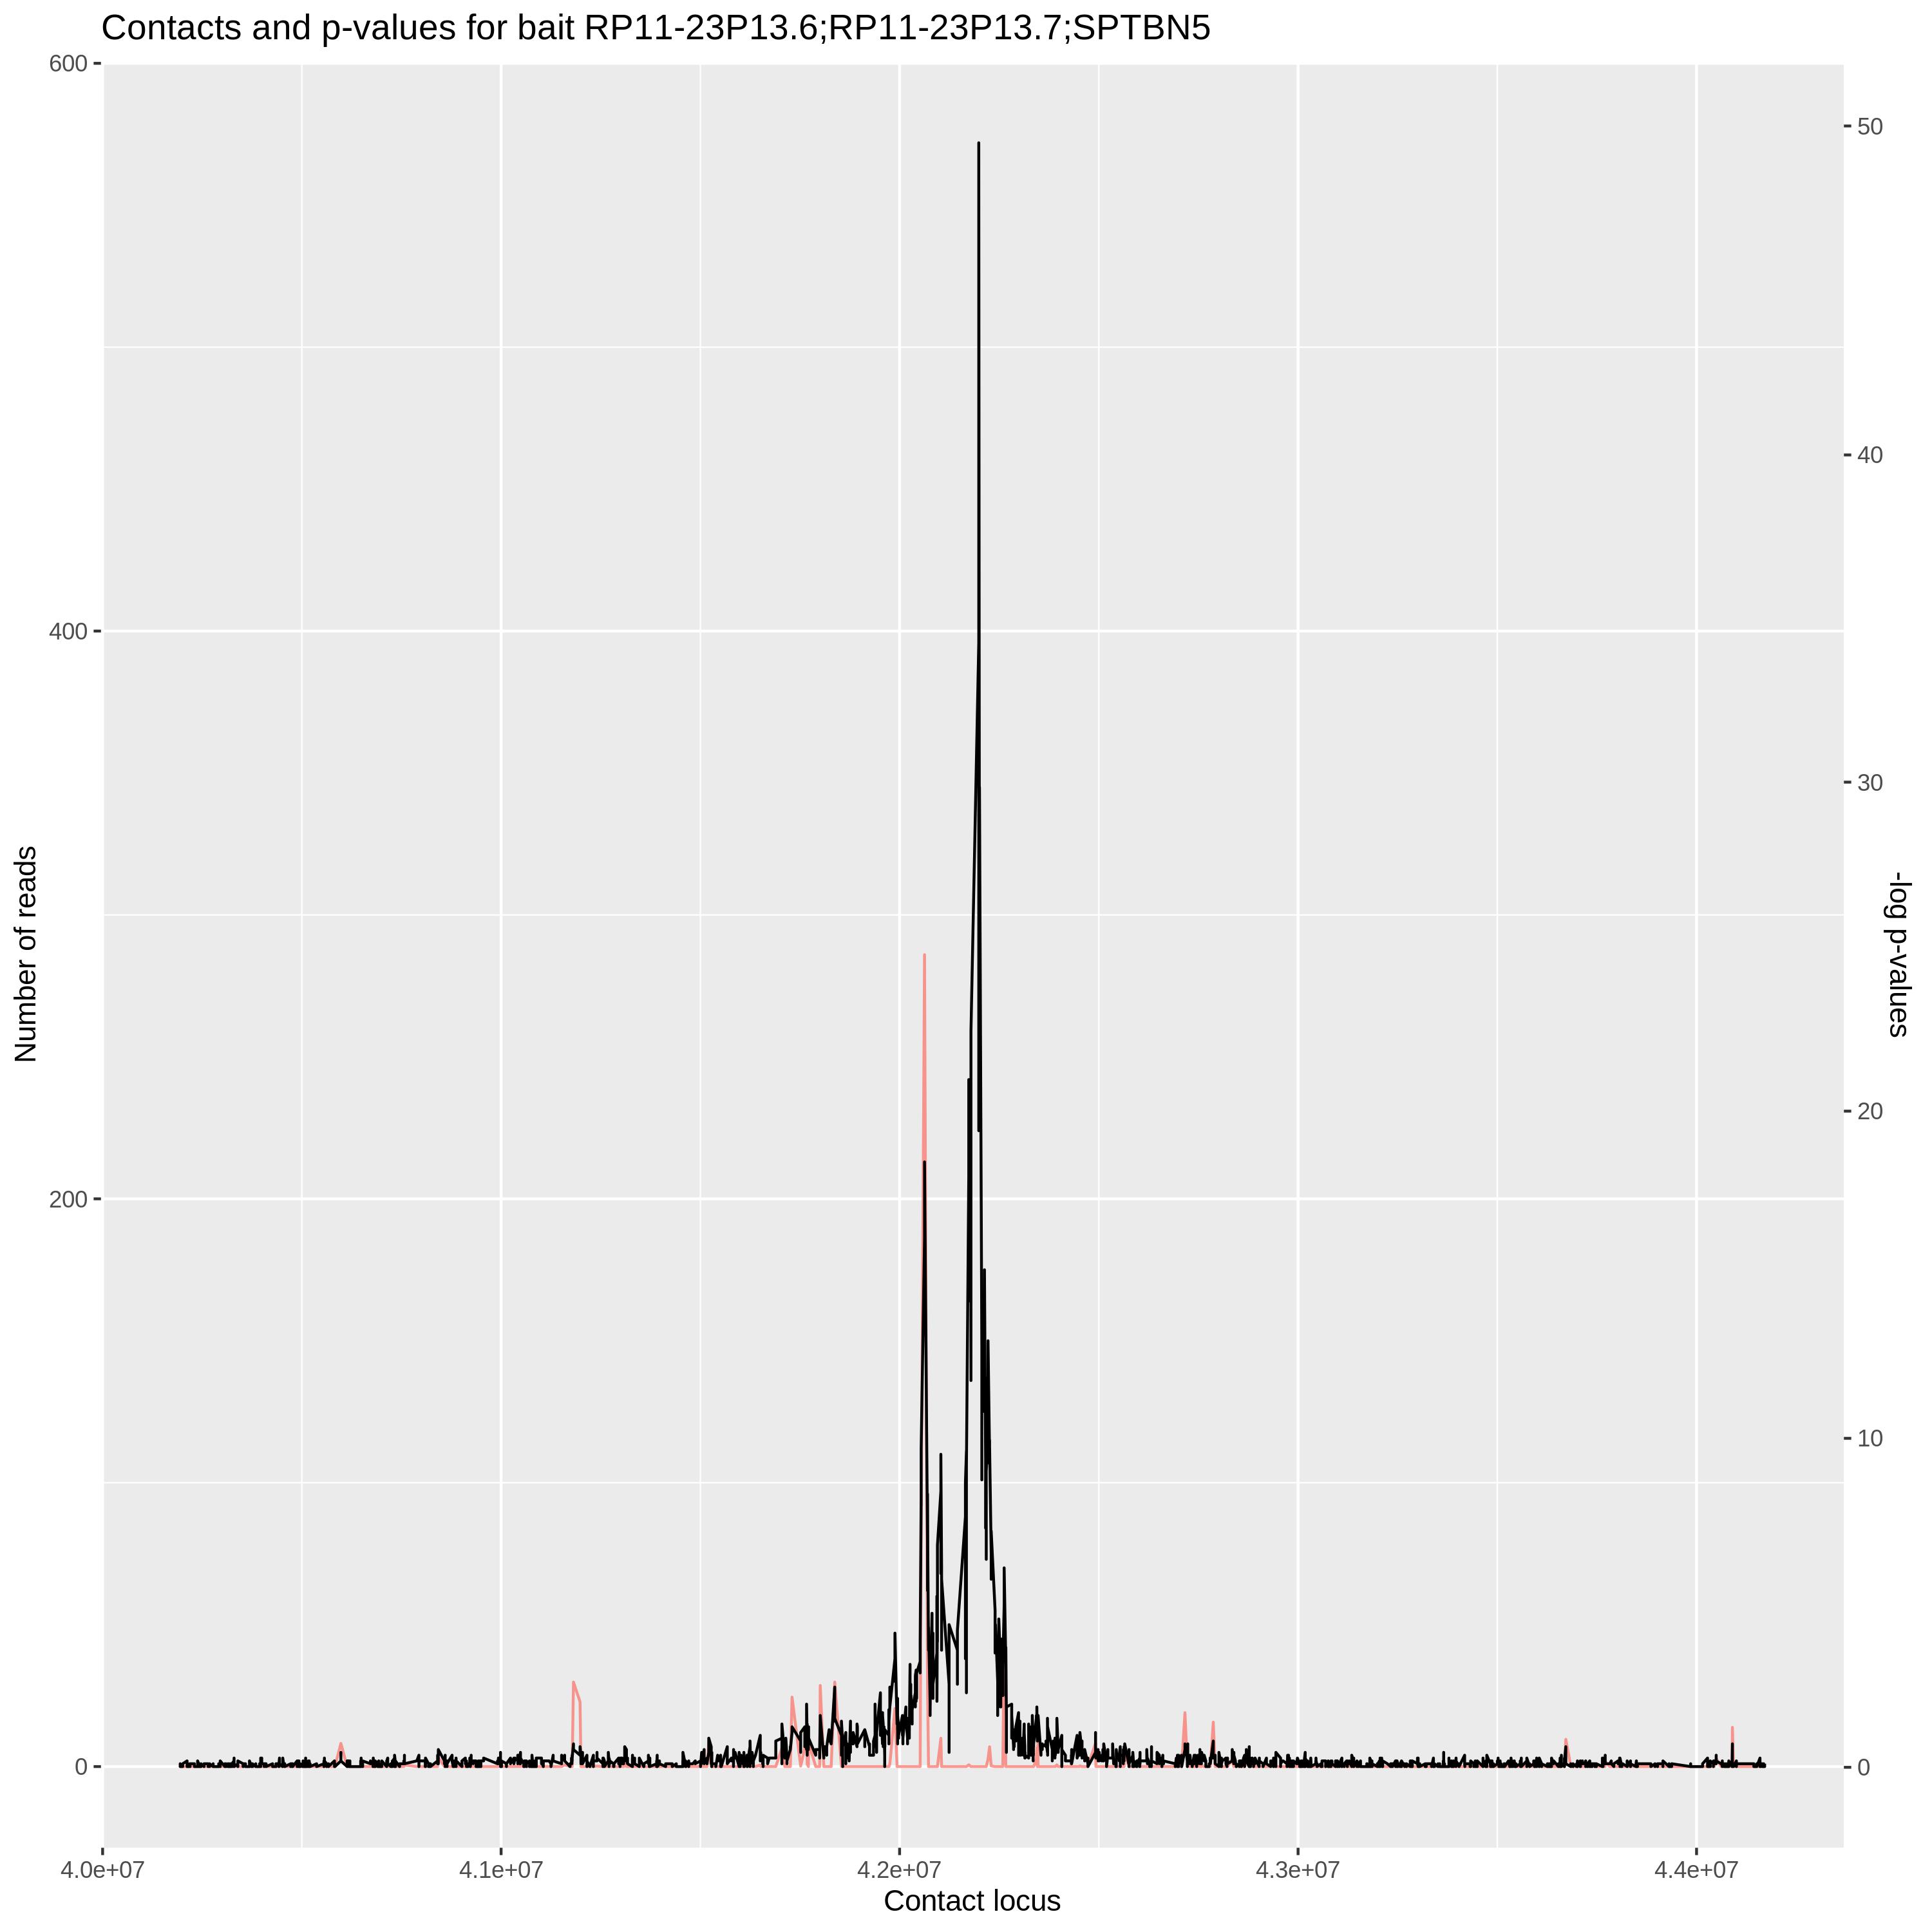 Contacts and p-values for bait RP11-23P13.6;RP11-23P13.7;SPTBN5
600
400
200
0
Number of reads
50
40
30
20
10
0
-log p-values
4.0e+07
4.1e+07
4.2e+07
4.3e+07
4.4e+07
Contact locus